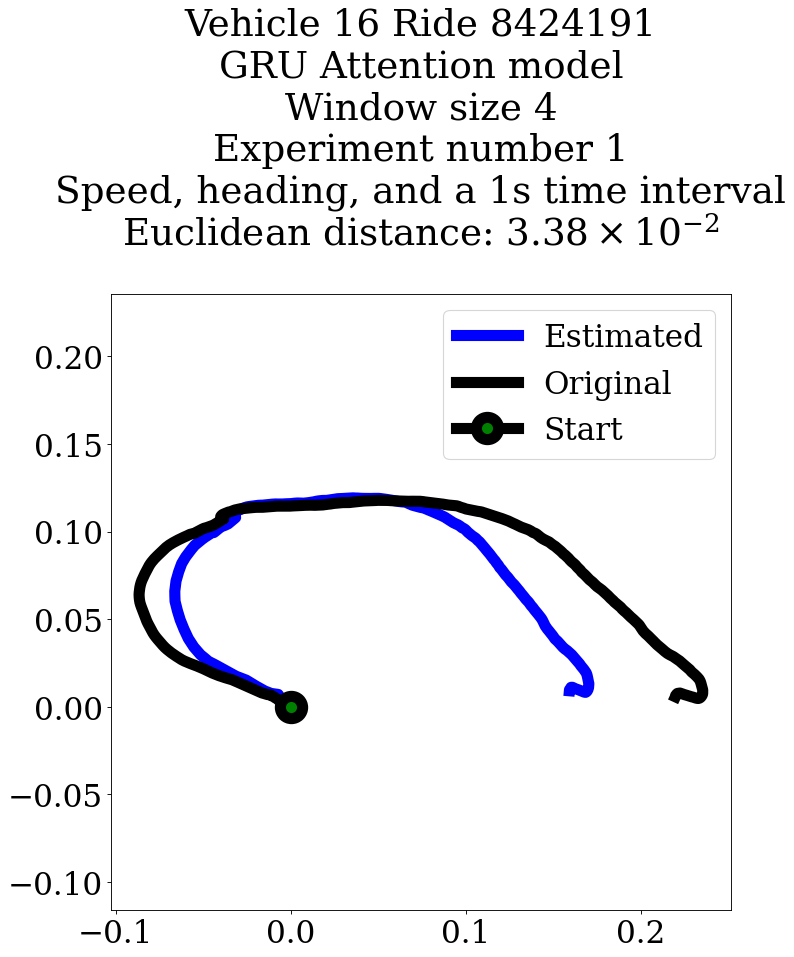 Vehicle 16 Ride 8424191
GRU Attention model
Window size 4
Experiment number 1
Speed, heading, and a 1s time interval
Euclidean distance: 3.38 × 10⁻²
Estimated
Original
Start
0.20
0.15
0.10
0.05
0.00
−0.05
−0.10
−0.1 0.0 0.1 0.2